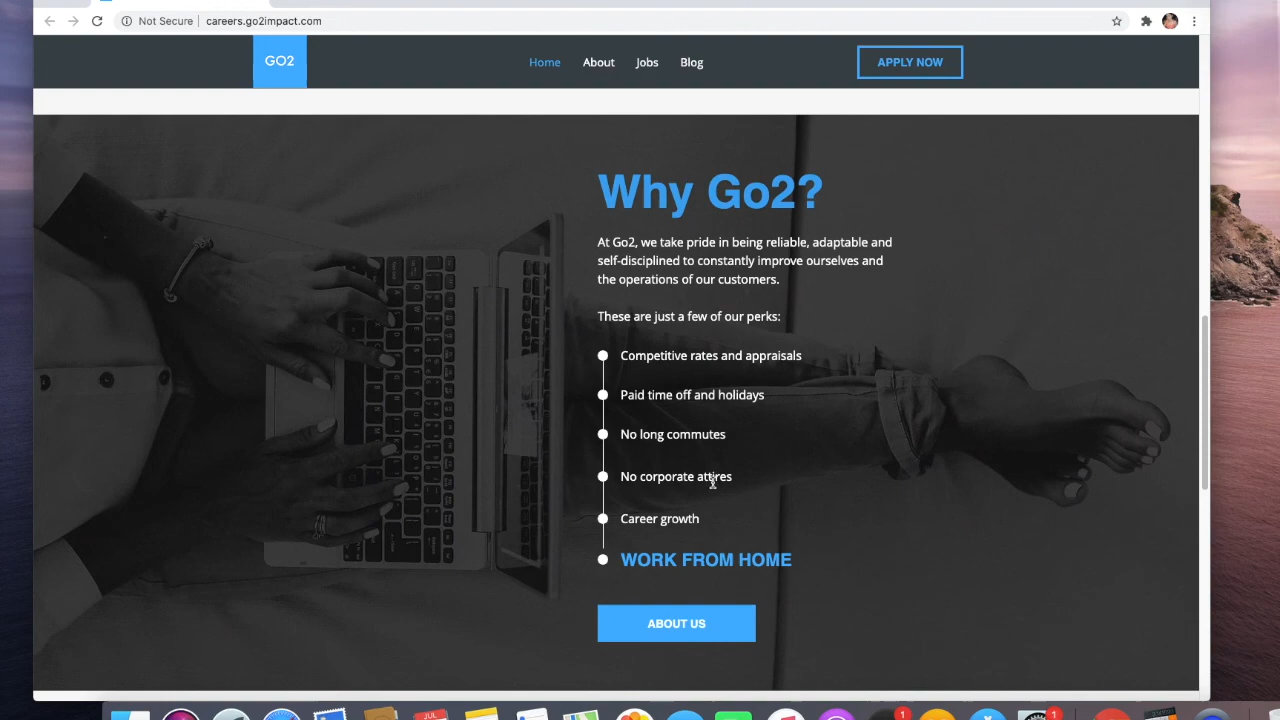 Not Secure
careers.go2impact.com
GO2
Home
About
Jobs
Blog
APPLY NOW
Why Go2?
At Go2, we take pride in being reliable, adaptable and
self-disciplined to constantly improve ourselves and
the operations of our customers.
These are just a few of our perks:
Competitive rates and appraisals
Paid time off and holidays
No long commutes
No corporate attires
Career growth
WORK FROM HOME
ABOUT US
JUL
1
1